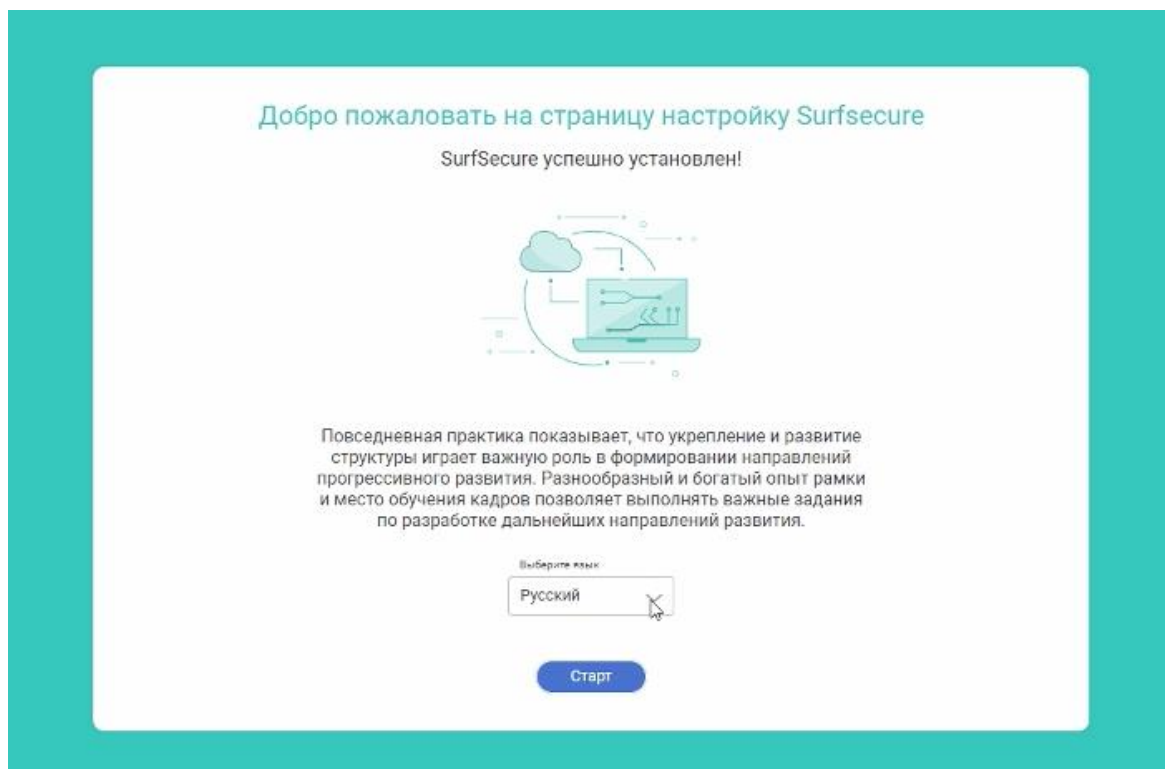 Добро пожаловать на страницу настройку Surfsecure
SurfSecure успешно установлен!
Повседневная практика показывает, что укрепление и развитие
структуры играет важную роль в формировании направлений
прогрессивного развития. Разнообразный и богатый опыт рамки
и место обучения кадров позволяет выполнять важные задания
по разработке дальнейших направлений развития.
Выберите язык
Русский
Старт